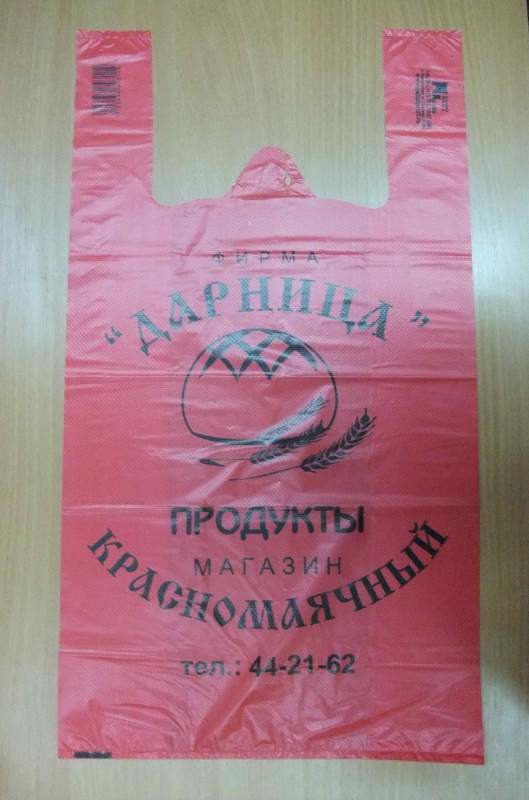 ФИРМА
“ДАРНИЦА”
ПРОДУКТЫ
МАГАЗИН
КРАСНОМАЯЧНЫЙ
тел.: 44-21-62